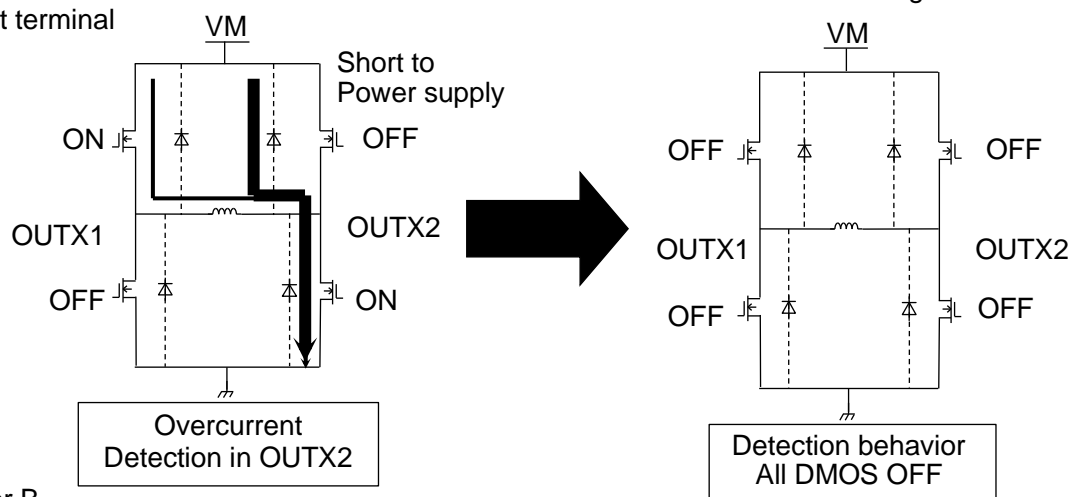 t terminal
VM
Short to
Power supply
ON
OFF
OUTX1
OUTX2
OFF
ON
Overcurrent
Detection in OUTX2
VM
OFF
OFF
OUTX1
OUTX2
OFF
OFF
Detection behavior
All DMOS OFF